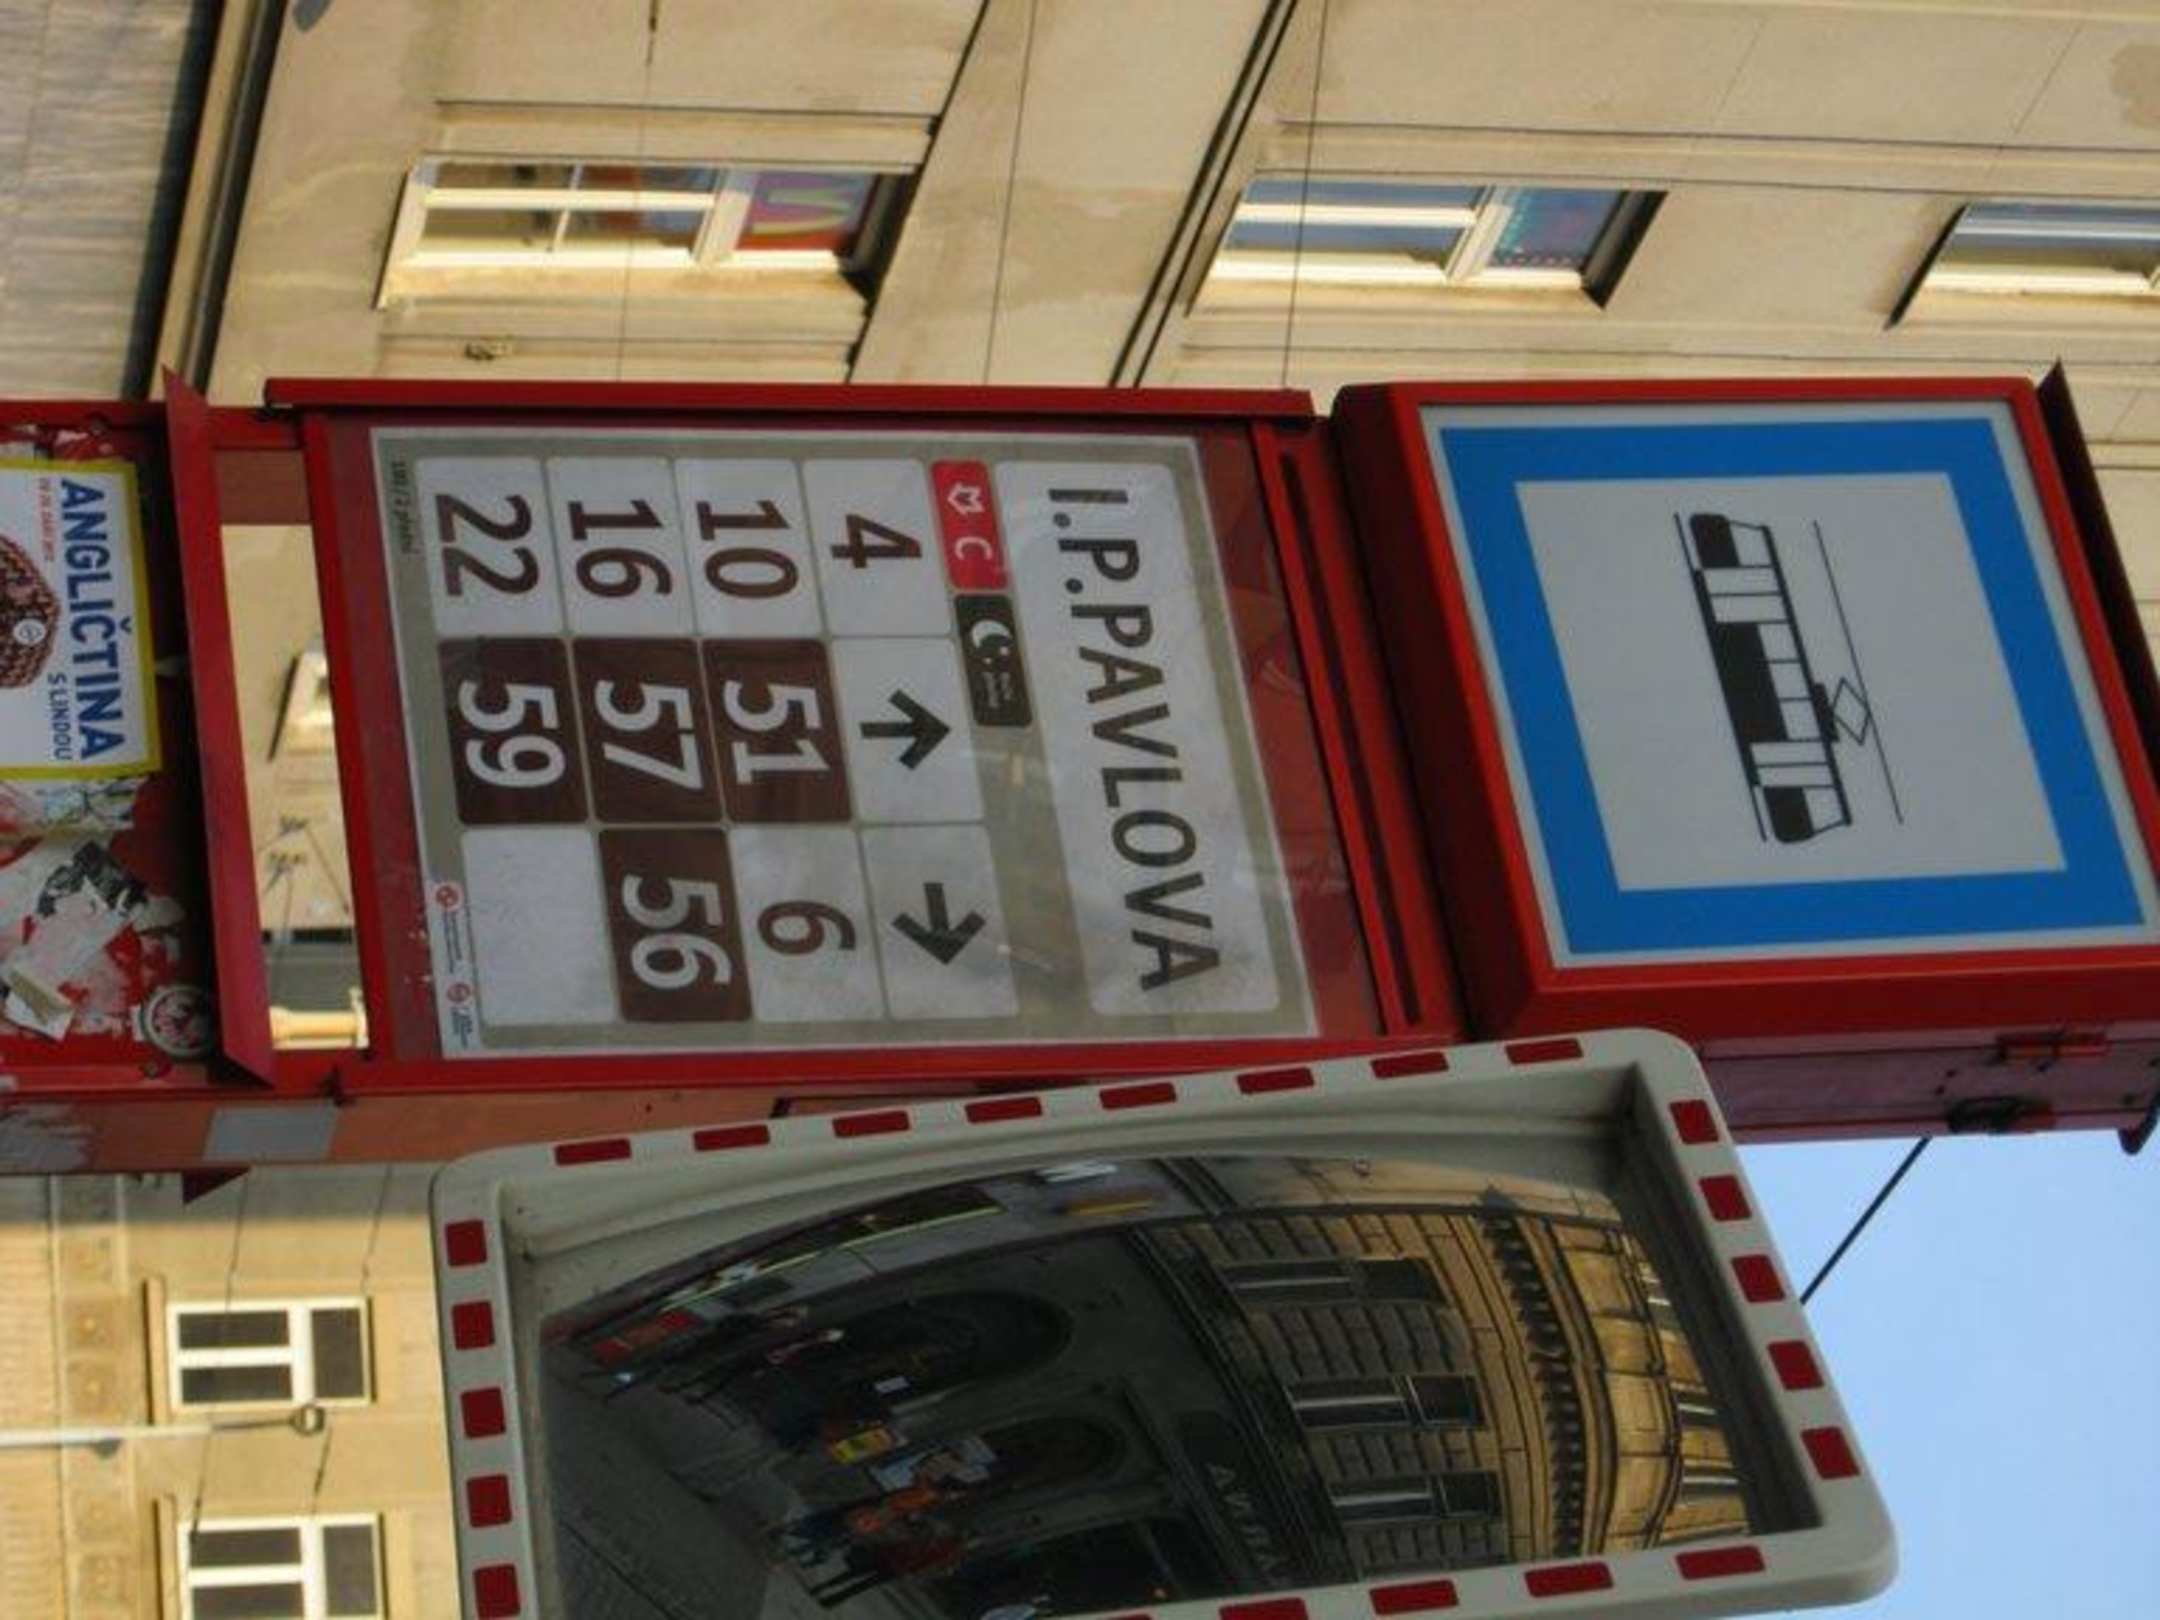 I.P.PAVLOVA
M C
4
10 51 6
16 57 56
22 59
ANGLIČTINA
S LINDOU